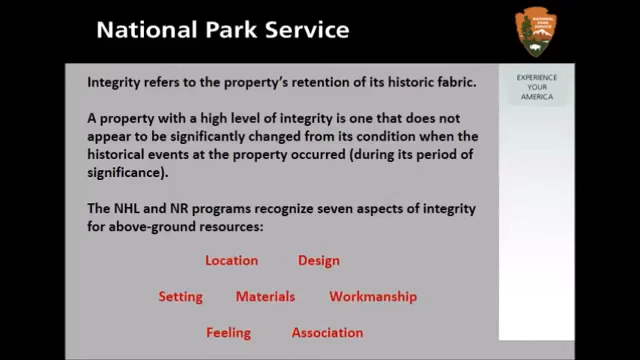 National Park Service
EXPERIENCE
YOUR
AMERICA
Integrity refers to the property's retention of its historic fabric.
A property with a high level of integrity is one that does not
appear to be significantly changed from its condition when the
historical events at the property occurred (during its period of
significance).
The NHL and NR programs recognize seven aspects of integrity
for above-ground resources:
Location Design
Setting Materials Workmanship
Feeling Association